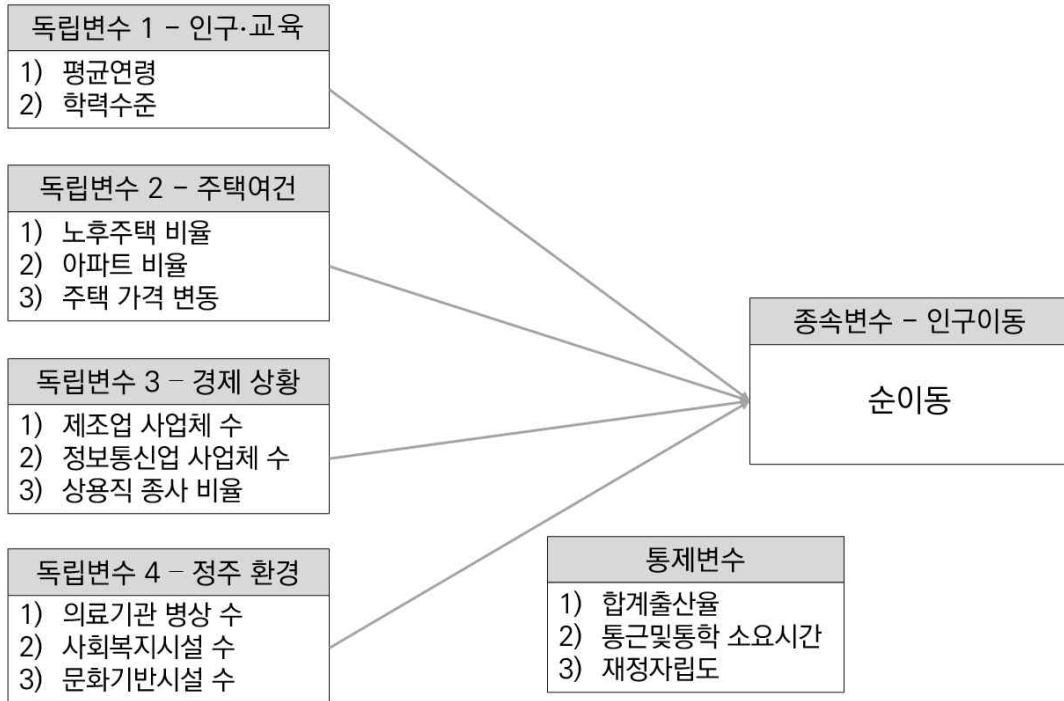 독립변수 1 - 인구·교육
1) 평균연령
2) 학력수준
독립변수 2 - 주택여건
1) 노후주택 비율
2) 아파트 비율
3) 주택 가격 변동
독립변수 3 - 경제 상황
1) 제조업 사업체 수
2) 정보통신업 사업체 수
3) 상용직 종사 비율
독립변수 4 - 정주 환경
1) 의료기관 병상 수
2) 사회복지시설 수
3) 문화기반시설 수
종속변수 - 인구이동
순이동
통제변수
1) 합계출산율
2) 통근및통학 소요시간
3) 재정자립도